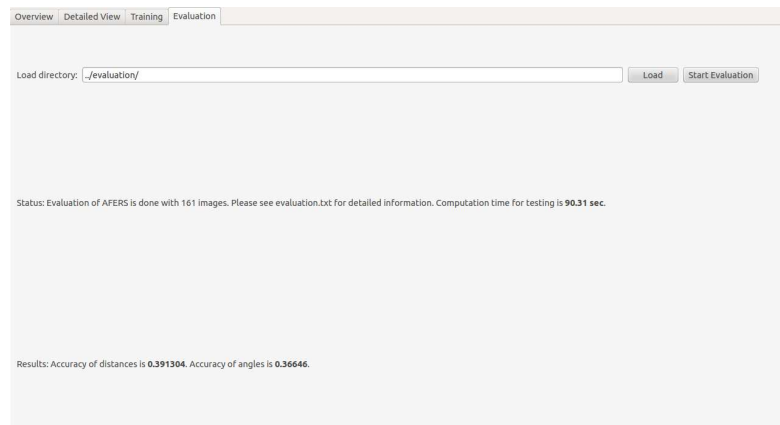 Overview Detailed View Training Evaluation
Load directory: ../evaluation/ Load Start Evaluation
Status: Evaluation of AFERS is done with 161 images. Please see evaluation.txt for detailed information. Computation time for testing is 90.31 sec.
Results: Accuracy of distances is 0.391304. Accuracy of angles is 0.36646.